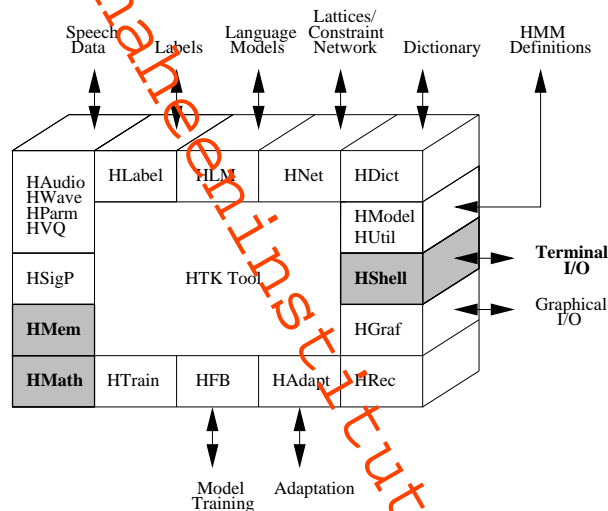 Speech
Data
Labels
Language
Models
Lattices/
Constraint
Network
Dictionary
HMM
Definitions
HAudio
HWave
HParm
HVQ
HLabel
HLM
HNet
HDict
HModel
HUtil
HSigP
HTK Tool
HShell
Terminal
I/O
HMem
HGraf
Graphical
I/O
HMath
HTrain
HFB
HAdapt
HRec
Model
Training
Adaptation
maheeninstitut